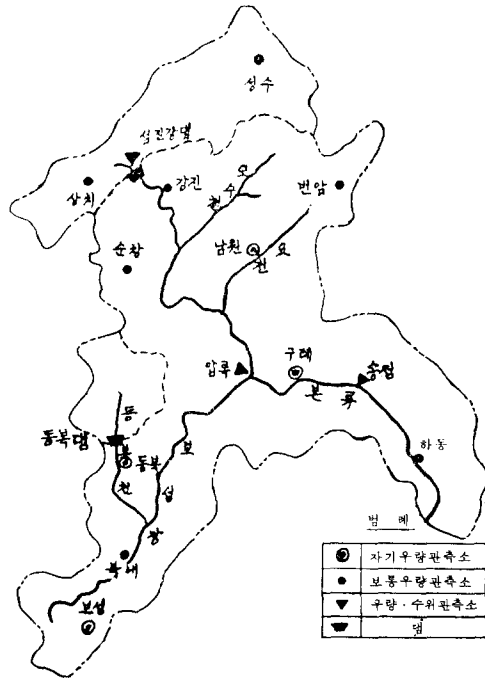 성수
섬진강댐
상치
강진
오
수
천
번암
순창
남원
요
천
압록
구례
송정
본류
동
복
천
동복댐
동복
하동
보
성
강
복내
보성
범례
자기우량관측소
보통우량관측소
우량·수위관측소
댐